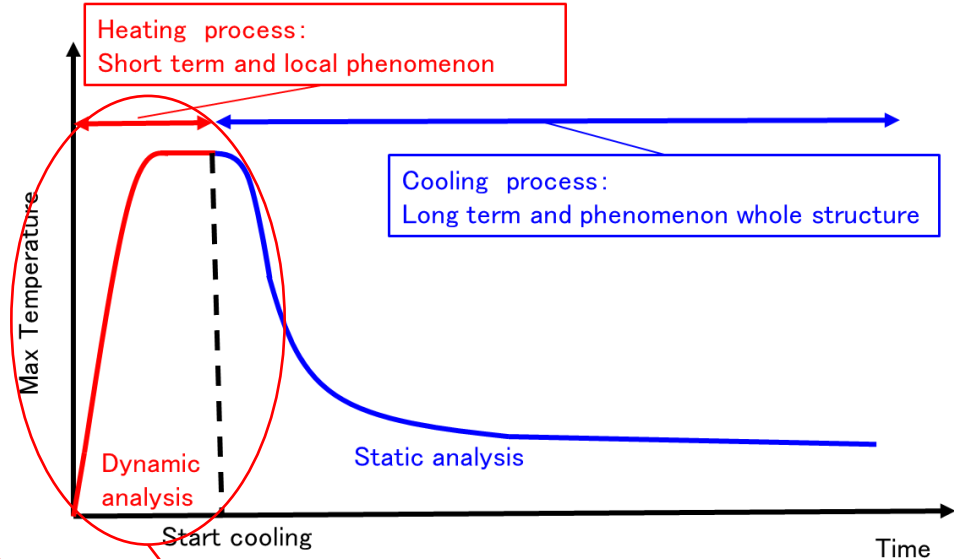 Heating process:
Short term and local phenomenon
Cooling process:
Long term and phenomenon whole structure
Max Temperature
Dynamic
analysis
Static analysis
Start cooling
Time